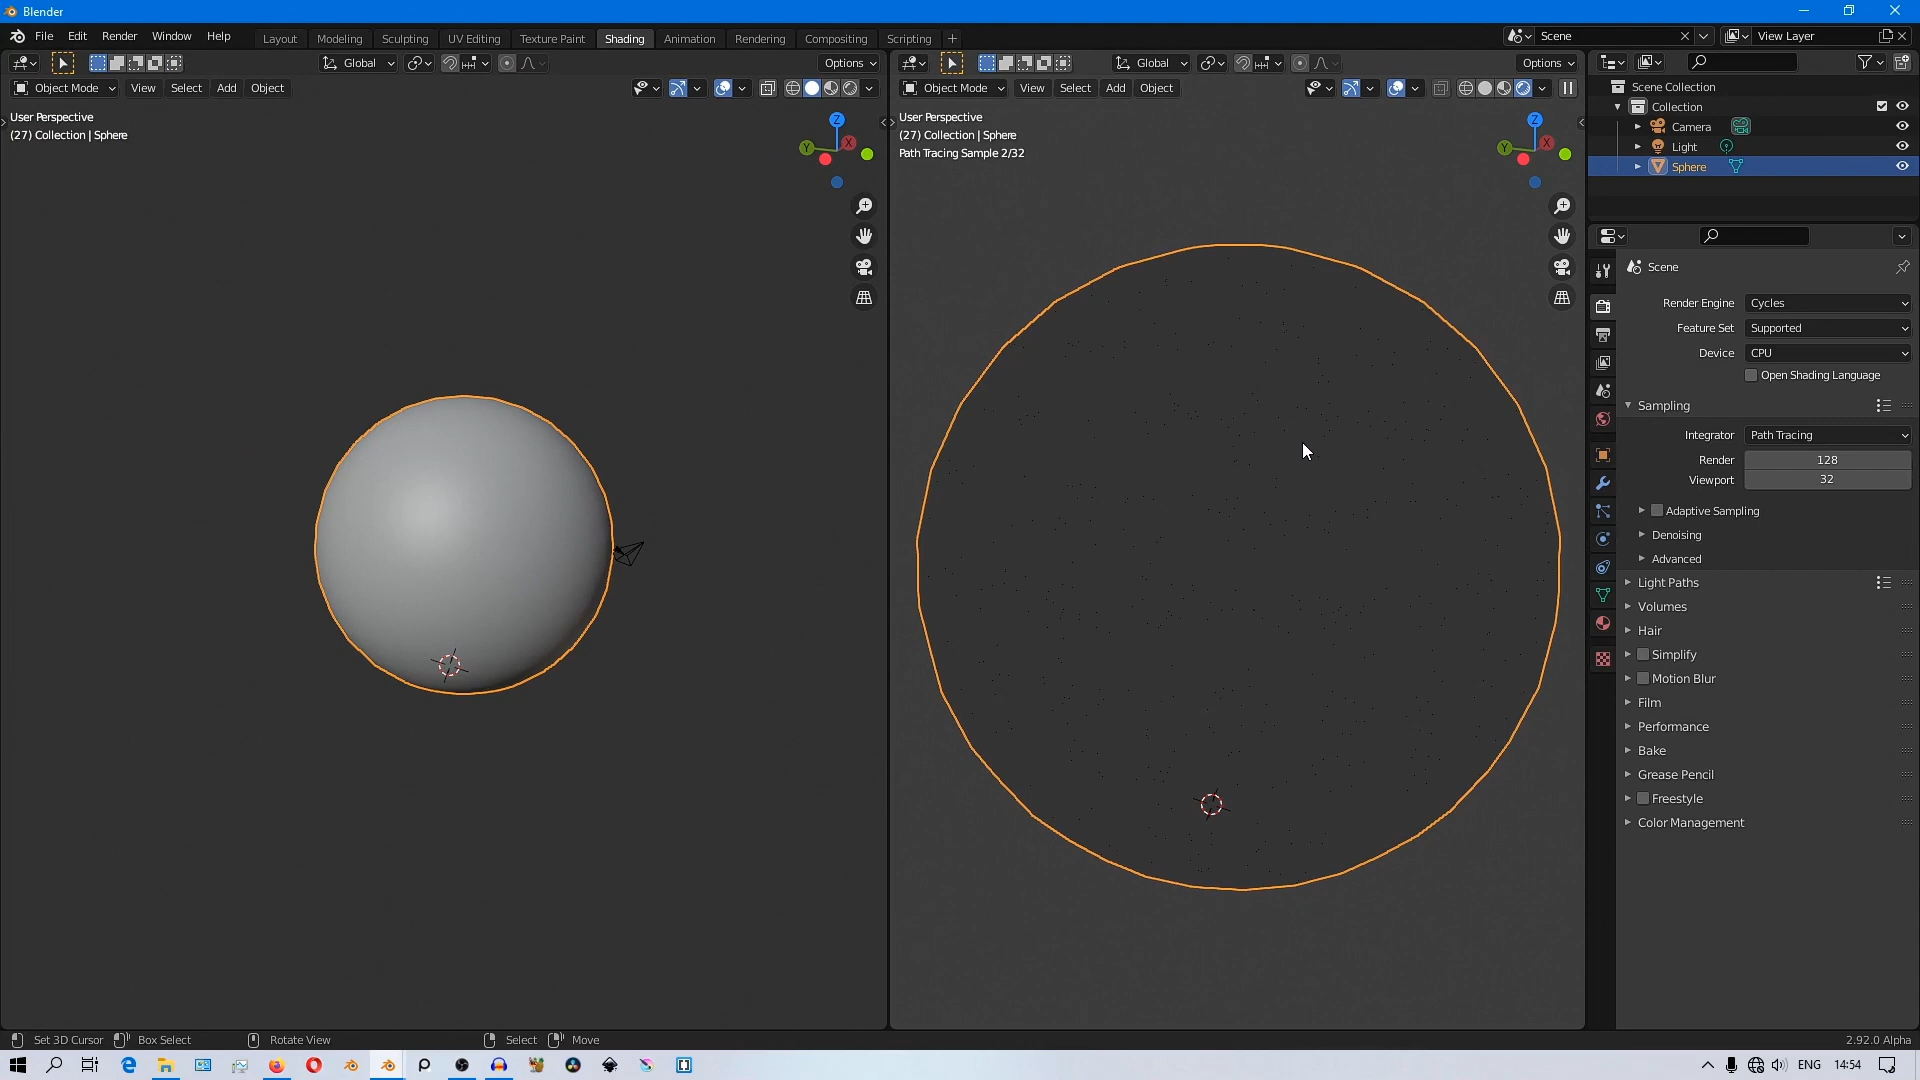 Blender
File Edit Render Window Help Layout Modeling Sculpting UV Editing Texture Paint Shading Animation Rendering Compositing Scripting + Scene View Layer
Global Options Global Options
Object Mode View Select Add Object Object Mode View Select Add Object
User Perspective
(27) Collection | Sphere
Z
Y
X
User Perspective
(27) Collection | Sphere
Path Tracing Sample 2/32
Z
Y
X
Scene Collection
Collection
Camera
Light
Sphere
Scene
Render Engine Cycles
Feature Set Supported
Device CPU
Open Shading Language
Sampling
Integrator Path Tracing
Render 128
Viewport 32
Adaptive Sampling
Denoising
Advanced
Light Paths
Volumes
Hair
Simplify
Motion Blur
Film
Performance
Bake
Grease Pencil
Freestyle
Color Management
Set 3D Cursor Box Select Rotate View Select Move 2.92.0 Alpha
ENG 14:54